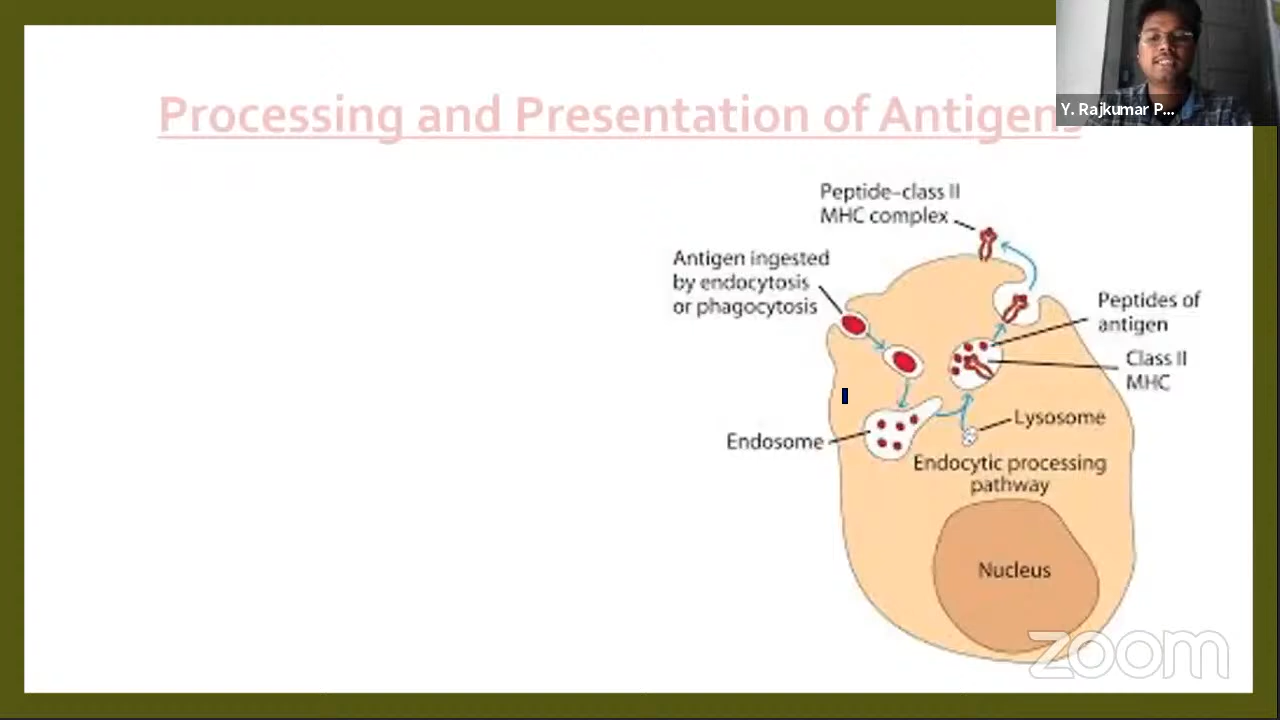 Processing and Presentation of Antigens
Y. Rajkumar P...
Peptide–class II
MHC complex
Antigen ingested
by endocytosis
or phagocytosis
Peptides of
antigen
Class II
MHC
Lysosome
Endosome
Endocytic processing
pathway
Nucleus
zoom